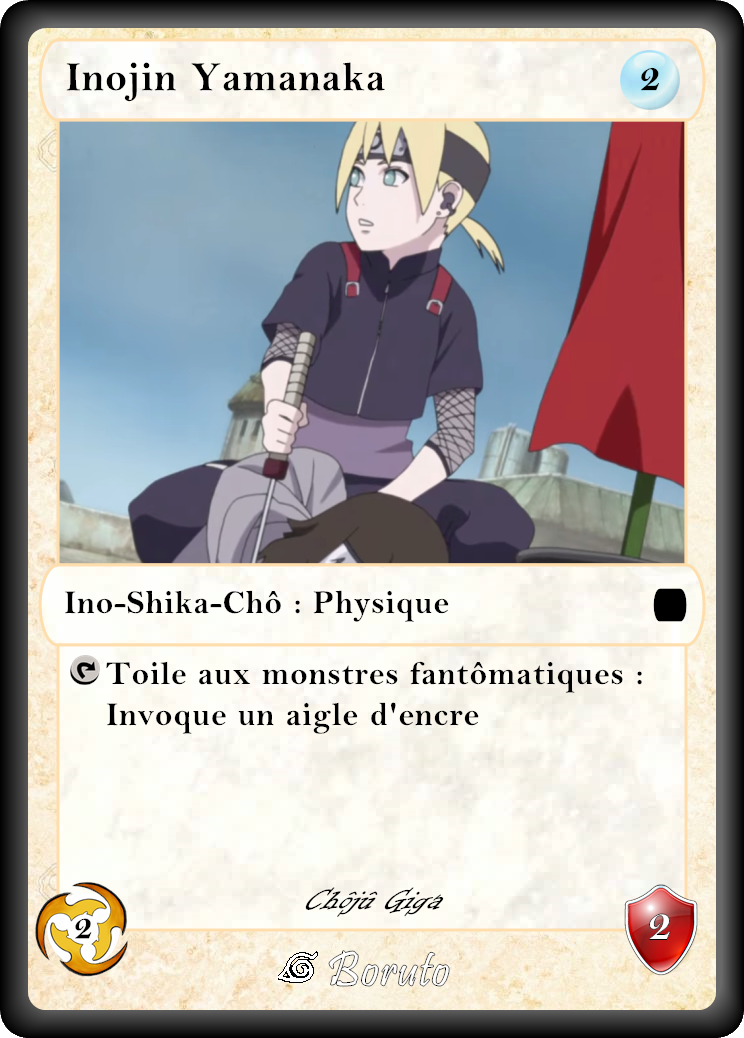 Inojin Yamanaka
2
Ino-Shika-Chô : Physique
Toile aux monstres fantômatiques :
Invoque un aigle d'encre
Chôjû Giga
2
2
Boruto